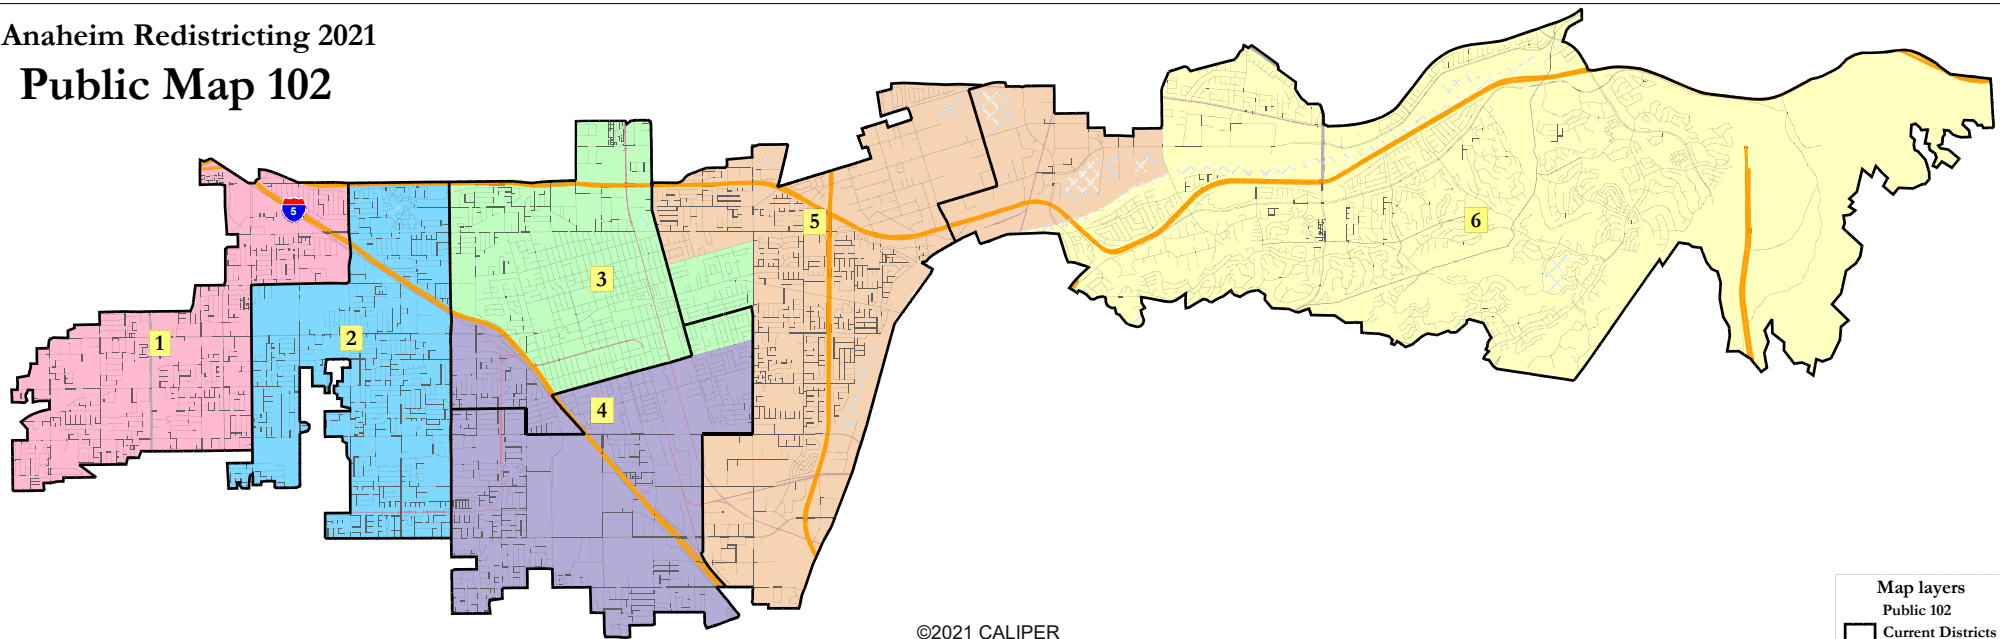 Anaheim Redistricting 2021
Public Map 102
5
1
2
3
4
5
6
©2021 CALIPER
Map layers
Public 102
Current Districts